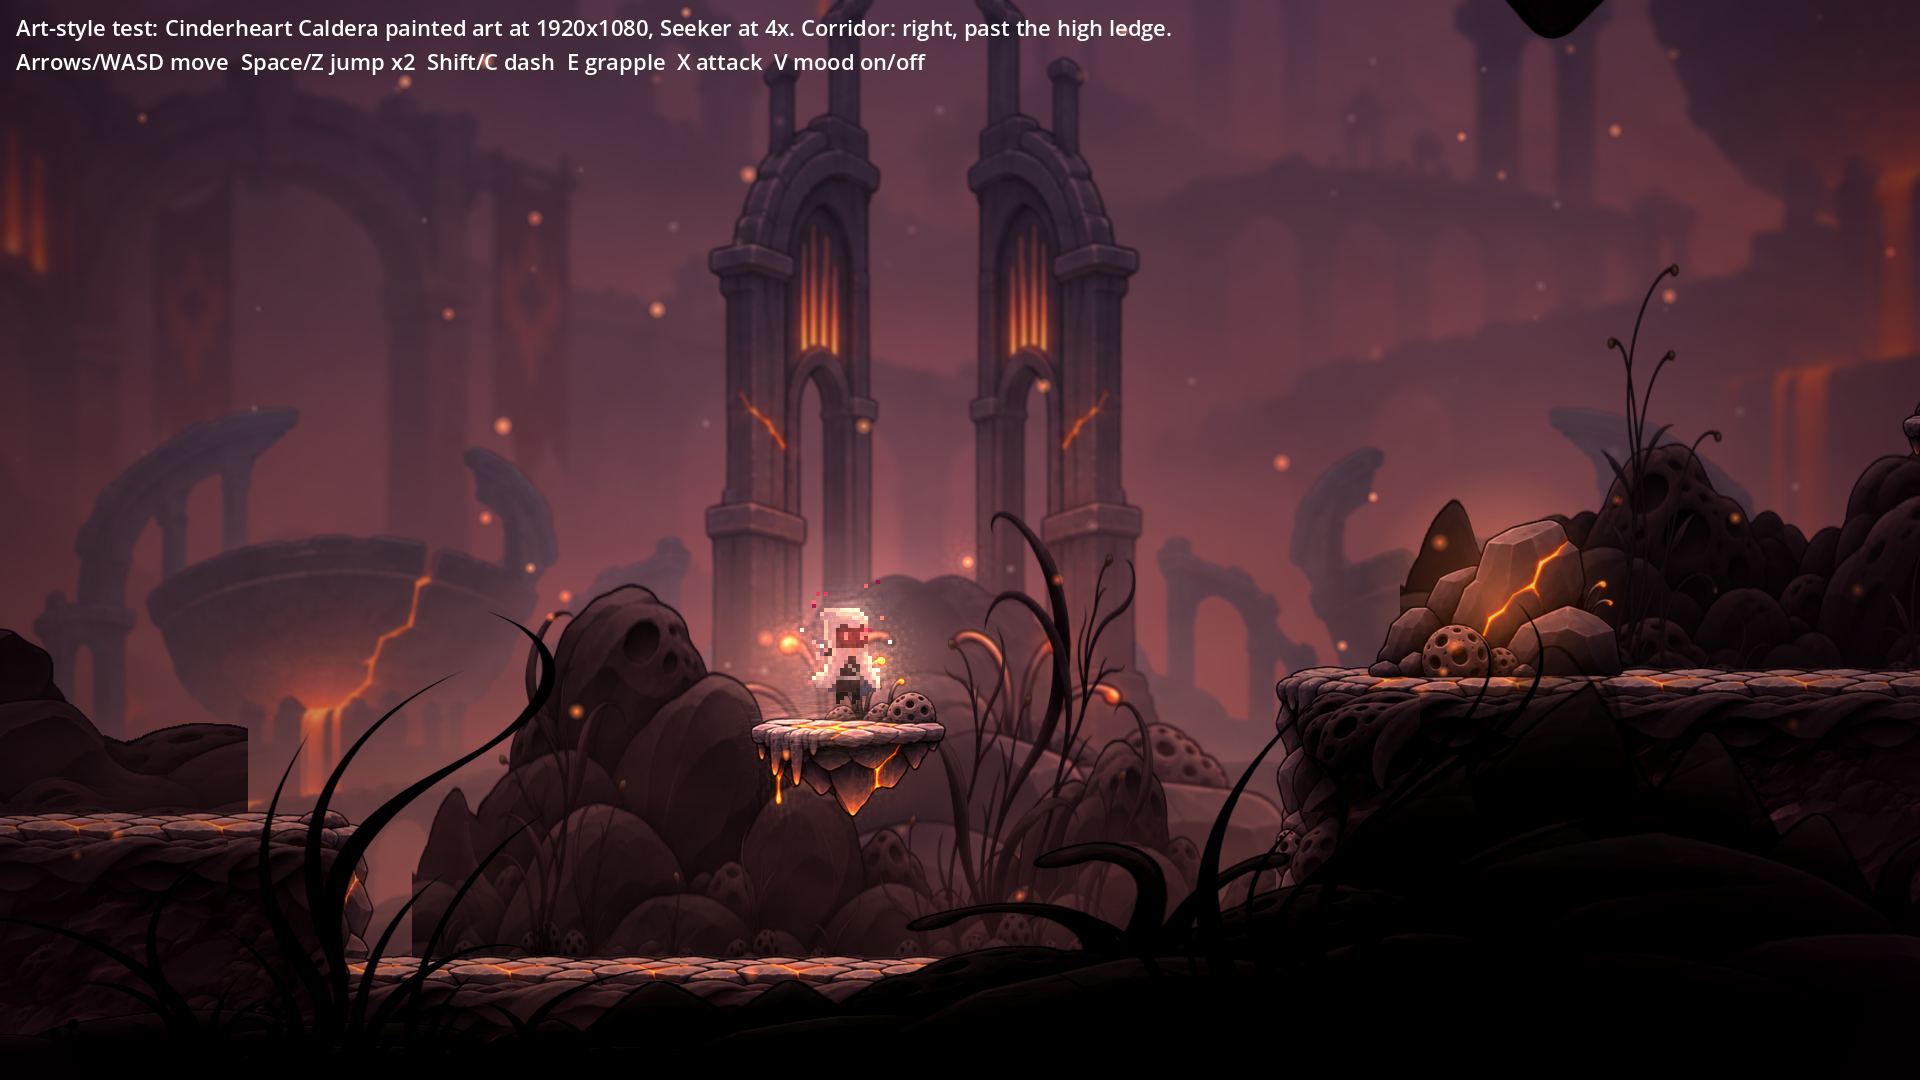 Art-style test: Cinderheart Caldera painted art at 1920x1080, Seeker at 4x. Corridor: right, past the high ledge.
Arrows/WASD move  Space/Z jump x2  Shift/C dash  E grapple  X attack  V mood on/off